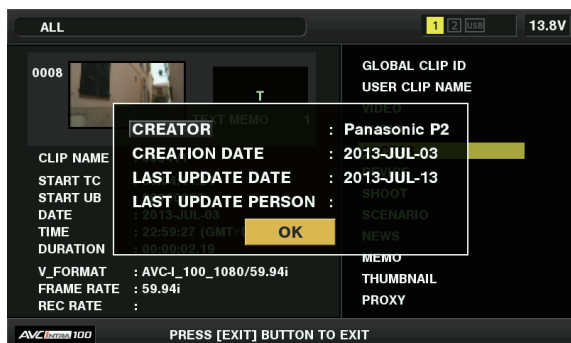 ALL
1 2 USB 13.8V
0008
T
TEXT MEMO 1
GLOBAL CLIP ID
USER CLIP NAME
VIDEO
CREATOR : Panasonic P2
CREATION DATE : 2013-JUL-03
LAST UPDATE DATE : 2013-JUL-13
LAST UPDATE PERSON :
OK
CLIP NAME
START TC
START UB
DATE : 2013-JUL-03
TIME : 22:59:27 (GMT+
DURATION : 00:00:02.19
V_FORMAT : AVC-I_100_1080/59.94i
FRAME RATE : 59.94i
REC RATE :
SHOOT
SCENARIO
NEWS
MEMO
THUMBNAIL
PROXY
AVC INTRA 100
PRESS [EXIT] BUTTON TO EXIT